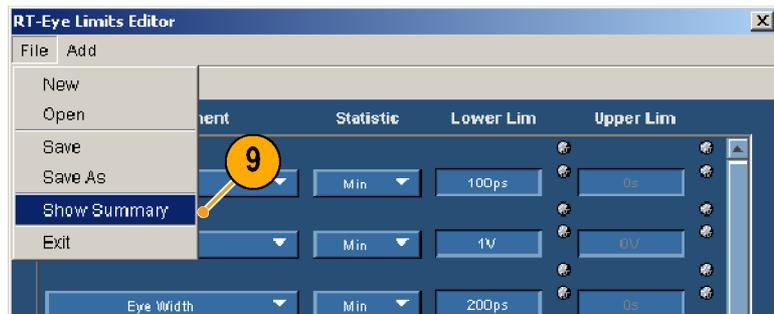 RT-Eye Limits Editor X
File Add
New
Open
Save
Save As
Show Summary
Exit
9
ment Statistic Lower Lim Upper Lim
Min 100ps 0s
Min 1V 0V
Eye Width Min 200ps 0s